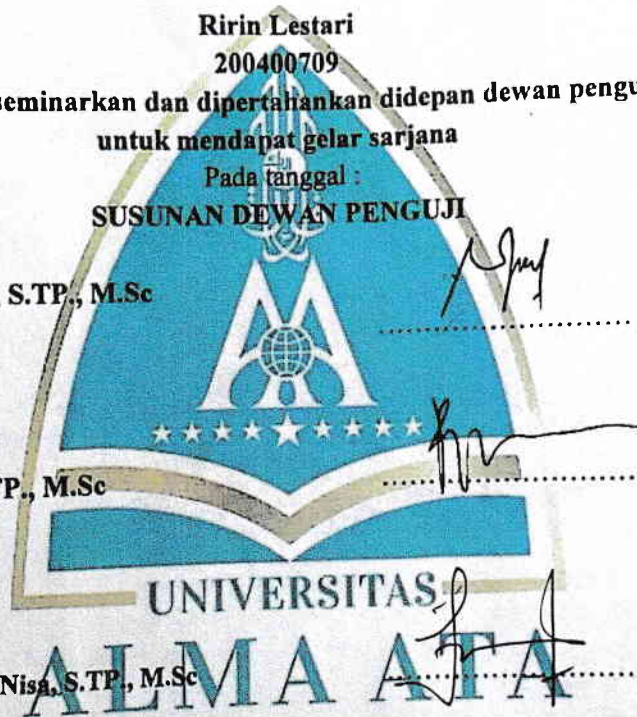 Ririn Lestari
200400709
seminarkan dan dipertahankan didepan dewan pengu
untuk mendapat gelar sarjana
Pada tanggal :
SUSUNAN DEWAN PENGUJI
, S.TP., M.Sc
TP., M.Sc
UNIVERSITAS
Nisa, S.TP., M.Sc
ALMA ATA